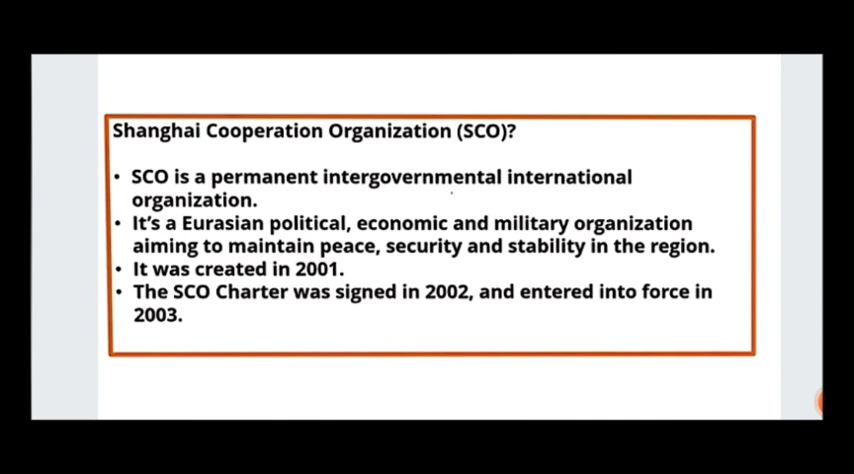 Shanghai Cooperation Organization (SCO)?
• SCO is a permanent intergovernmental international
organization.
• It's a Eurasian political, economic and military organization
aiming to maintain peace, security and stability in the region.
• It was created in 2001.
• The SCO Charter was signed in 2002, and entered into force in
2003.